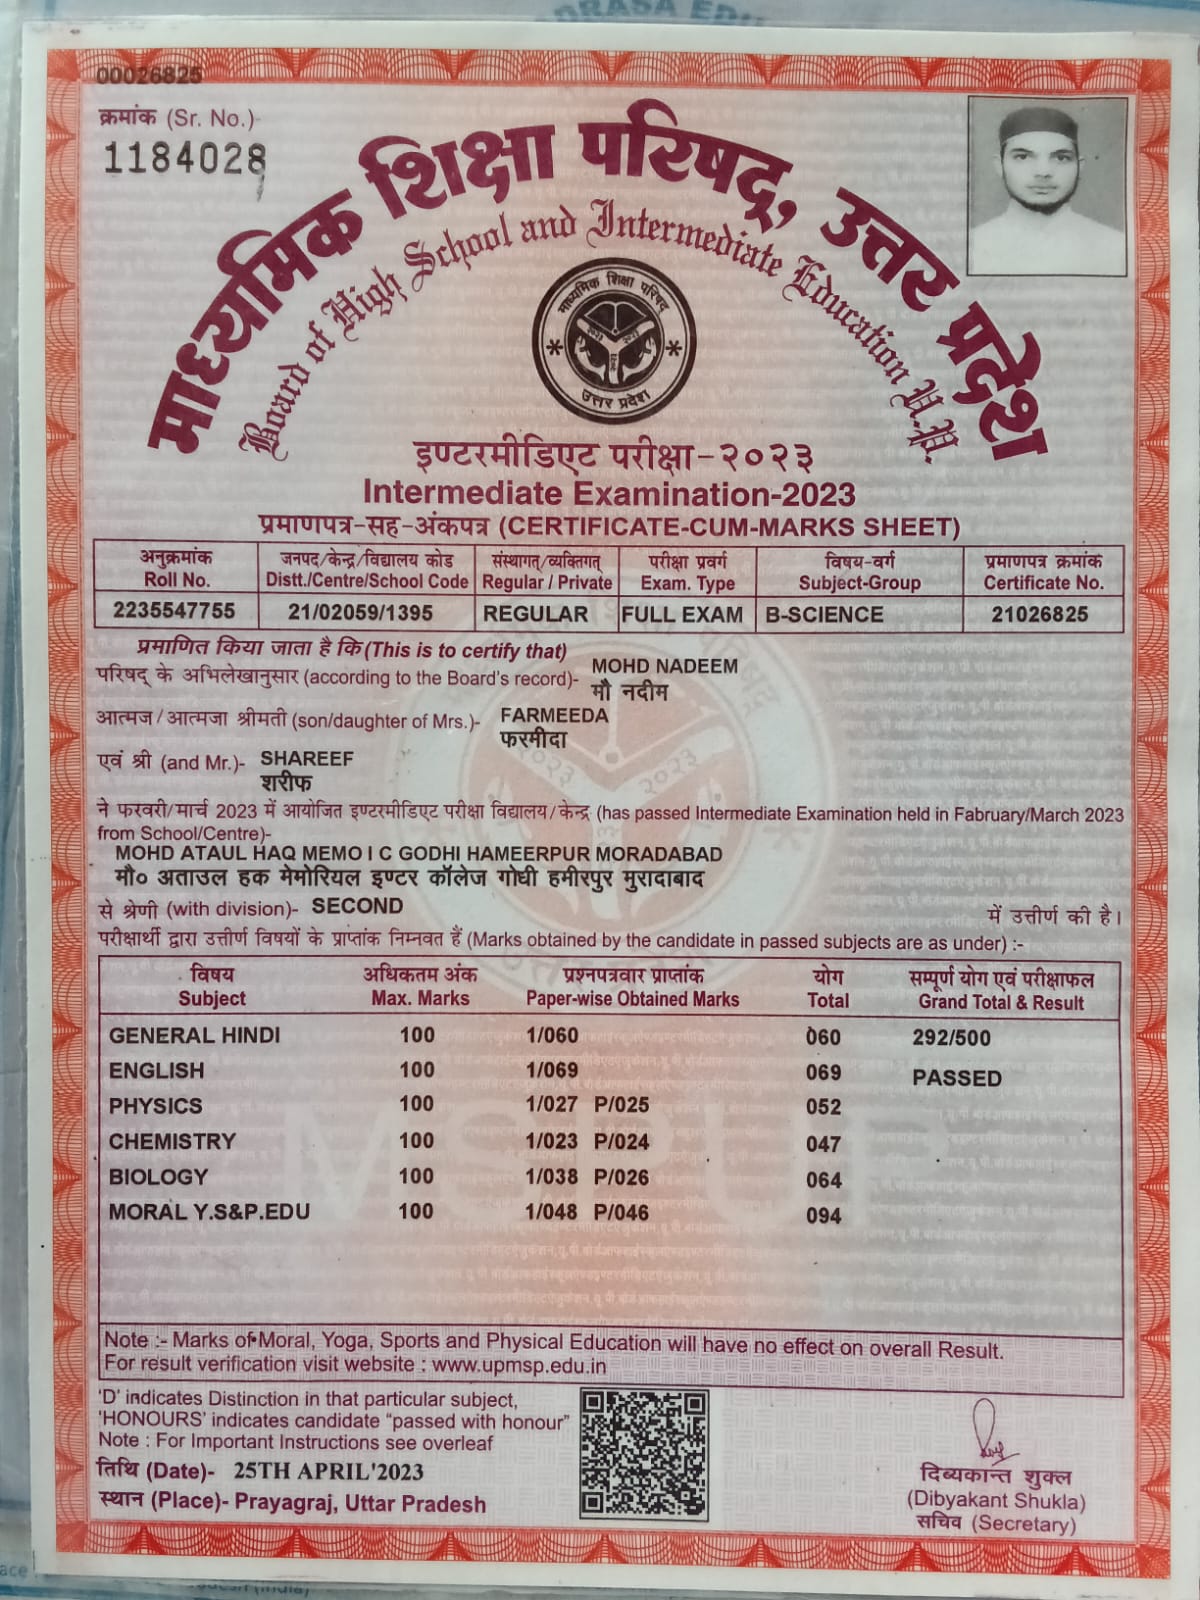 DRASA EDU
00026825
क्रमांक (Sr. No.)-
1184028
माध्यमिक शिक्षा परिषद्, उत्तर प्रदेश
Board of High School and Intermediate Education U.P.
माध्यमिक शिक्षा परिषद
उत्तर प्रदेश
इण्टरमीडिएट परीक्षा-२०२३
Intermediate Examination-2023
प्रमाणपत्र-सह-अंकपत्र (CERTIFICATE-CUM-MARKS SHEET)
अनुक्रमांक जनपद/केन्द्र/विद्यालय कोड संस्थागत्/व्यक्तिगत् परीक्षा प्रवर्ग विषय-वर्ग प्रमाणपत्र क्रमांक
Roll No. Distt./Centre/School Code Regular / Private Exam. Type Subject-Group Certificate No.
2235547755 21/02059/1395 REGULAR FULL EXAM B-SCIENCE 21026825
प्रमाणित किया जाता है कि (This is to certify that)
परिषद् के अभिलेखानुसार (according to the Board's record)- MOHD NADEEM
मौ नदीम
आत्मज/आत्मजा श्रीमती (son/daughter of Mrs.)- FARMEEDA
फरमीदा
एवं श्री (and Mr.)- SHAREEF
शरीफ
ने फरवरी/मार्च 2023 में आयोजित इण्टरमीडिएट परीक्षा विद्यालय/केन्द्र (has passed Intermediate Examination held in Fabruary/March 2023
from School/Centre)-
MOHD ATAUL HAQ MEMO I C GODHI HAMEERPUR MORADABAD
मौ० अताउल हक मेमोरियल इण्टर कॉलेज गोधी हमीरपुर मुरादाबाद
से श्रेणी (with division)- SECOND में उत्तीर्ण की है।
परीक्षार्थी द्वारा उत्तीर्ण विषयों के प्राप्तांक निम्नवत हैं (Marks obtained by the candidate in passed subjects are as under) :-
विषय अधिकतम अंक प्रश्नपत्रवार प्राप्तांक योग सम्पूर्ण योग एवं परीक्षाफल
Subject Max. Marks Paper-wise Obtained Marks Total Grand Total & Result
GENERAL HINDI 100 1/060 060 292/500
ENGLISH 100 1/069 069 PASSED
PHYSICS 100 1/027 P/025 052
CHEMISTRY 100 1/023 P/024 047
BIOLOGY 100 1/038 P/026 064
MORAL Y.S&P.EDU 100 1/048 P/046 094
MSPUP
Note :- Marks of Moral, Yoga, Sports and Physical Education will have no effect on overall Result.
For result verification visit website : www.upmsp.edu.in
'D' indicates Distinction in that particular subject,
'HONOURS' indicates candidate "passed with honour"
Note : For Important Instructions see overleaf
तिथि (Date)- 25TH APRIL'2023
स्थान (Place)- Prayagraj, Uttar Pradesh
दिब्यकान्त शुक्ल
(Dibyakant Shukla)
सचिव (Secretary)